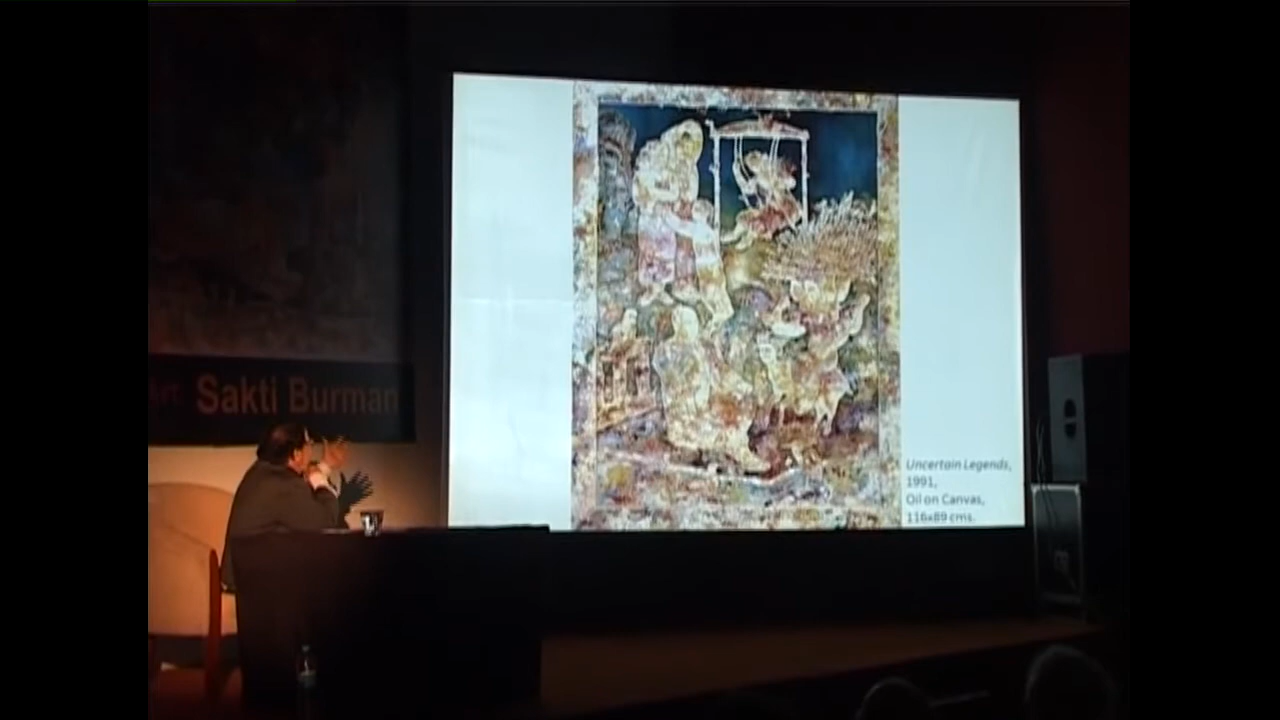 Sakti Burman
Uncertain Legends,
1991,
Oil on Canvas,
116x89 cms.